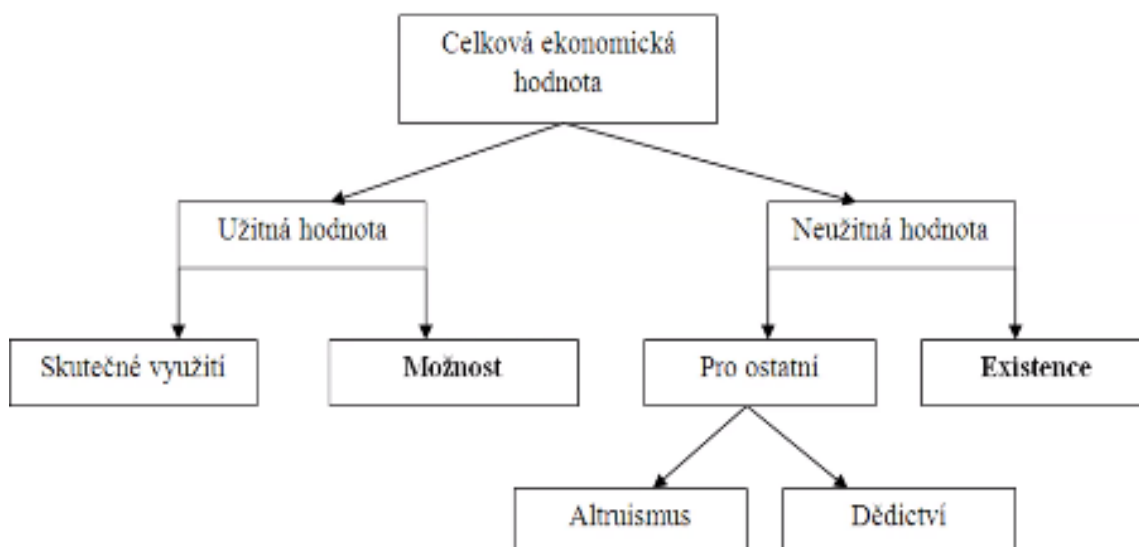 Celková ekonomická
hodnota
Užitná hodnota
Neužitná hodnota
Skutečné využití
Možnost
Pro ostatní
Existence
Altruismus
Dědictví